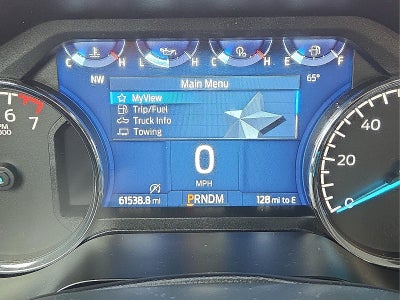 C H L H C H E F
NW Main Menu 65°
MyView
Trip/Fuel
Truck Info
Towing
6
7
40
20
0
0
MPH
61538.8 mi PRNDM 128 mi to E